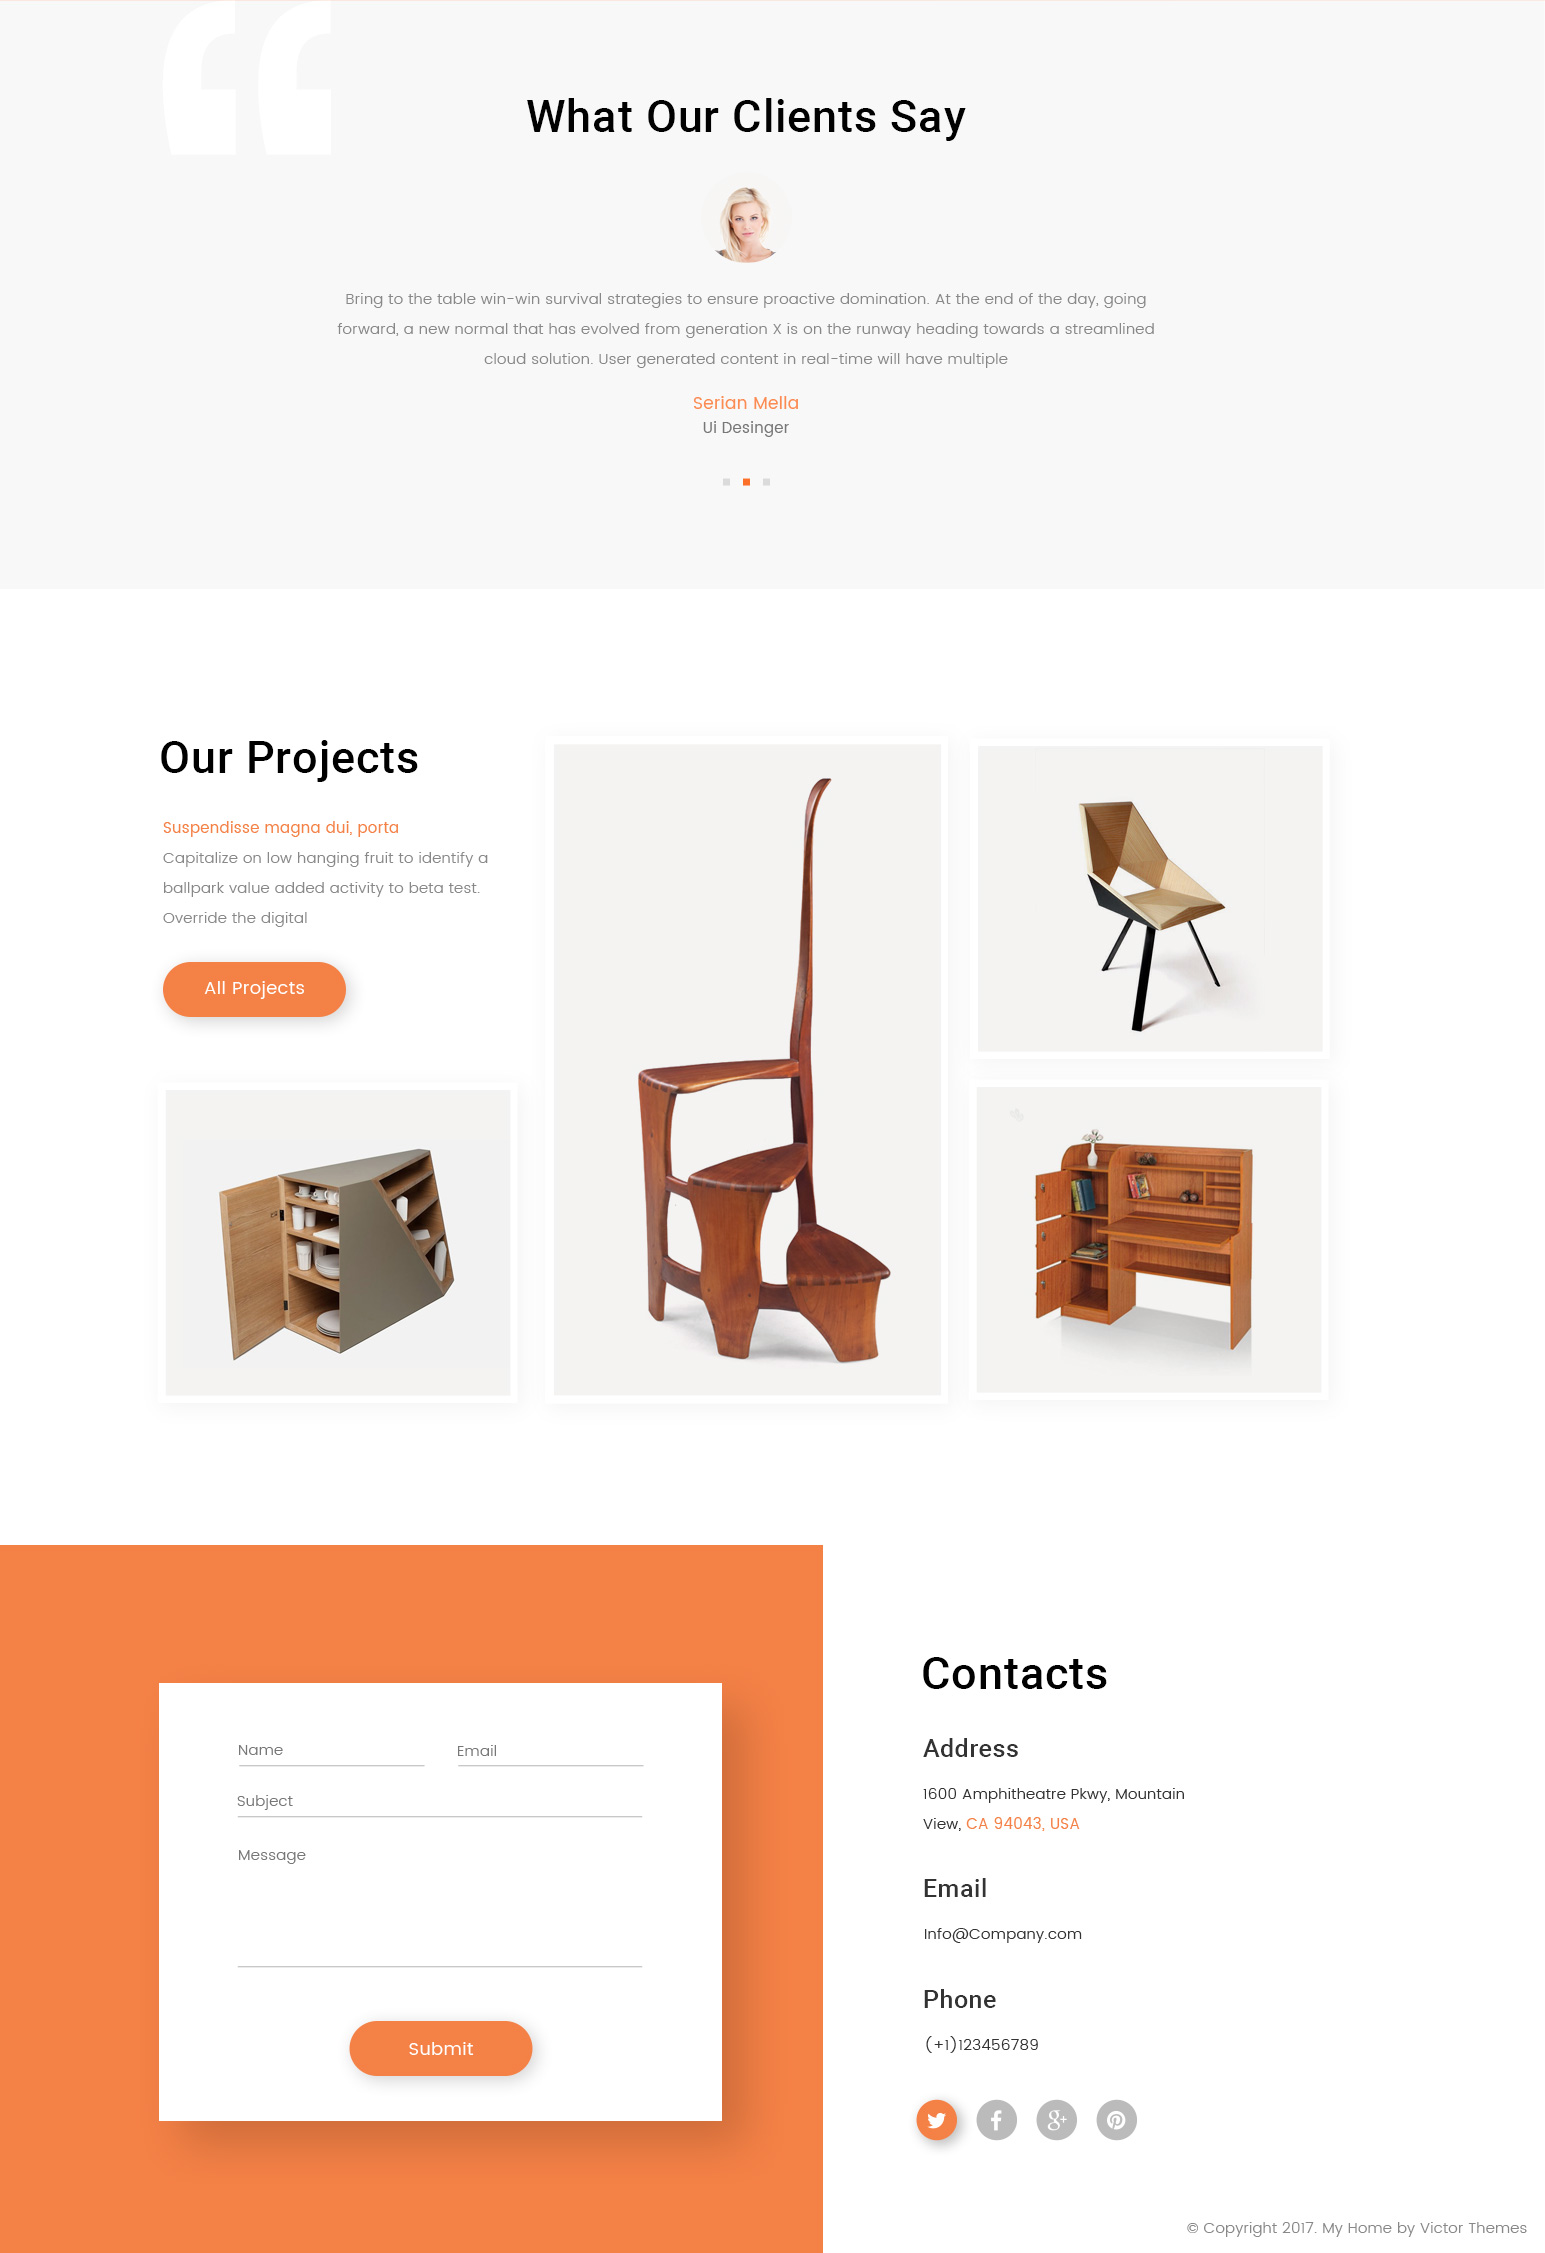 “
What Our Clients Say
Bring to the table win-win survival strategies to ensure proactive domination. At the end of the day, going
forward, a new normal that has evolved from generation X is on the runway heading towards a streamlined
cloud solution. User generated content in real-time will have multiple
Serian Mella
Ui Desinger
Our Projects
Suspendisse magna dui, porta
Capitalize on low hanging fruit to identify a
ballpark value added activity to beta test.
Override the digital
All Projects
Name
Email
Subject
Message
Submit
Contacts
Address
1600 Amphitheatre Pkwy, Mountain
View, CA 94043, USA
Email
Info@Company.com
Phone
(+1)123456789
© Copyright 2017. My Home by Victor Themes